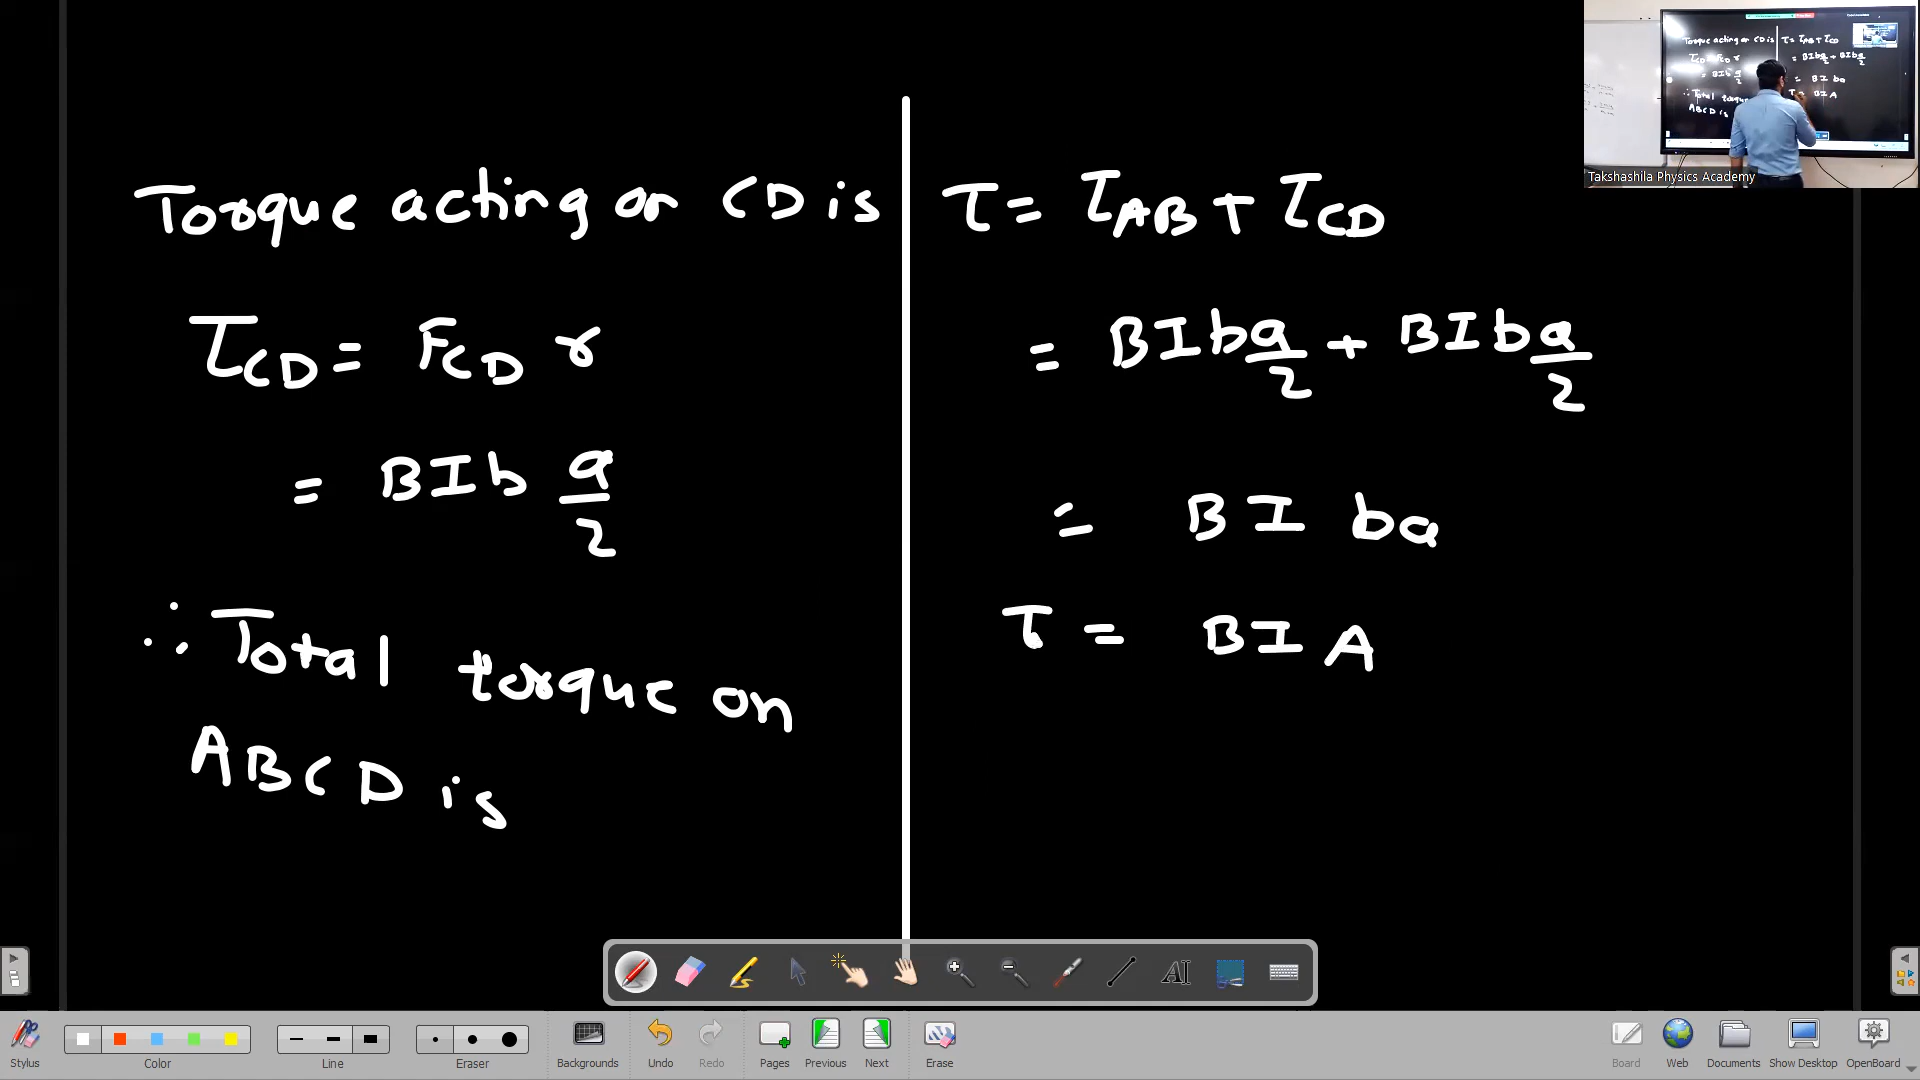 Torque acting on CD is
τCD = FCD r
= BIb a/2
∴ Total torque on
ABCD is
τ = τAB + τCD
= BIb a/2 + BIb a/2
= BI ba
τ = BIA
Takshashila Physics Academy
Stylus
Color
Line
Eraser
Backgrounds
Undo
Redo
Pages
Previous
Next
Erase
Board
Web
Documents
Show Desktop
OpenBoard